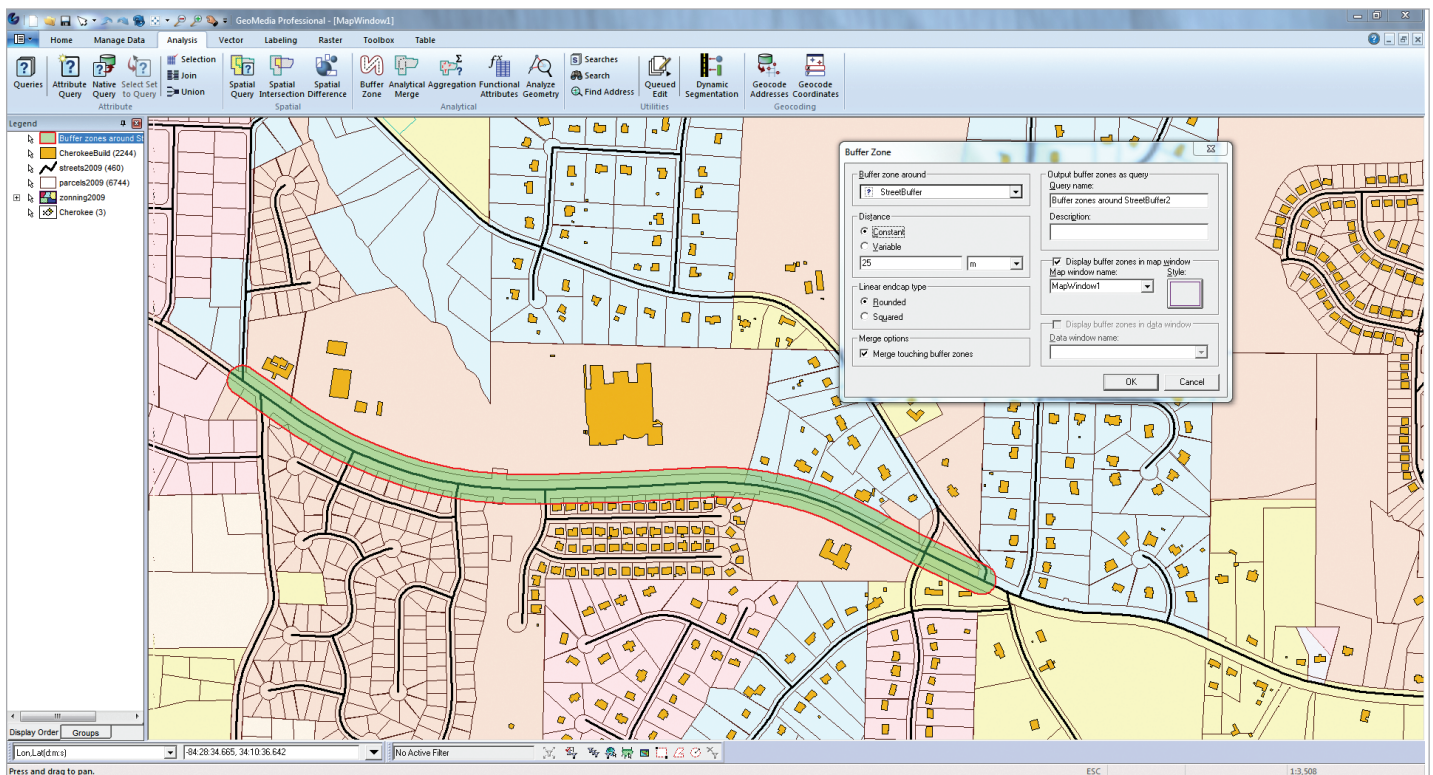 GeoMedia Professional - [MapWindow1]
Home Manage Data Analysis Vector Labeling Raster Toolbox Table
Queries
Attribute Query
Native Query
Select Set to Query
Selection
Join
Union
Attribute
Spatial Query
Spatial Intersection
Spatial Difference
Spatial
Buffer Zone
Analytical Merge
Aggregation
Functional Attributes
Analyze Geometry
Analytical
Searches
Search
Find Address
Queued Edit
Dynamic Segmentation
Utilities
Geocode Addresses
Geocode Coordinates
Geocoding
Legend
Buffer zones around St
CherokeeBuild (2244)
streets2009 (460)
parcels2009 (6744)
zonning2009
Cherokee (3)
Buffer Zone
Buffer zone around
StreetBuffer
Distance
Constant
Variable
25 m
Linear endcap type
Rounded
Squared
Merge options
Merge touching buffer zones
Output buffer zones as query
Query name:
Buffer zones around StreetBuffer2
Description:
Display buffer zones in map window
Map window name: Style:
MapWindow1
Display buffer zones in data window
Data window name:
OK Cancel
Display Order Groups
Lon,Lat(d:m:s) -84:28:34.665, 34:10:36.642 No Active Filter
Press and drag to pan. ESC 1:3,508